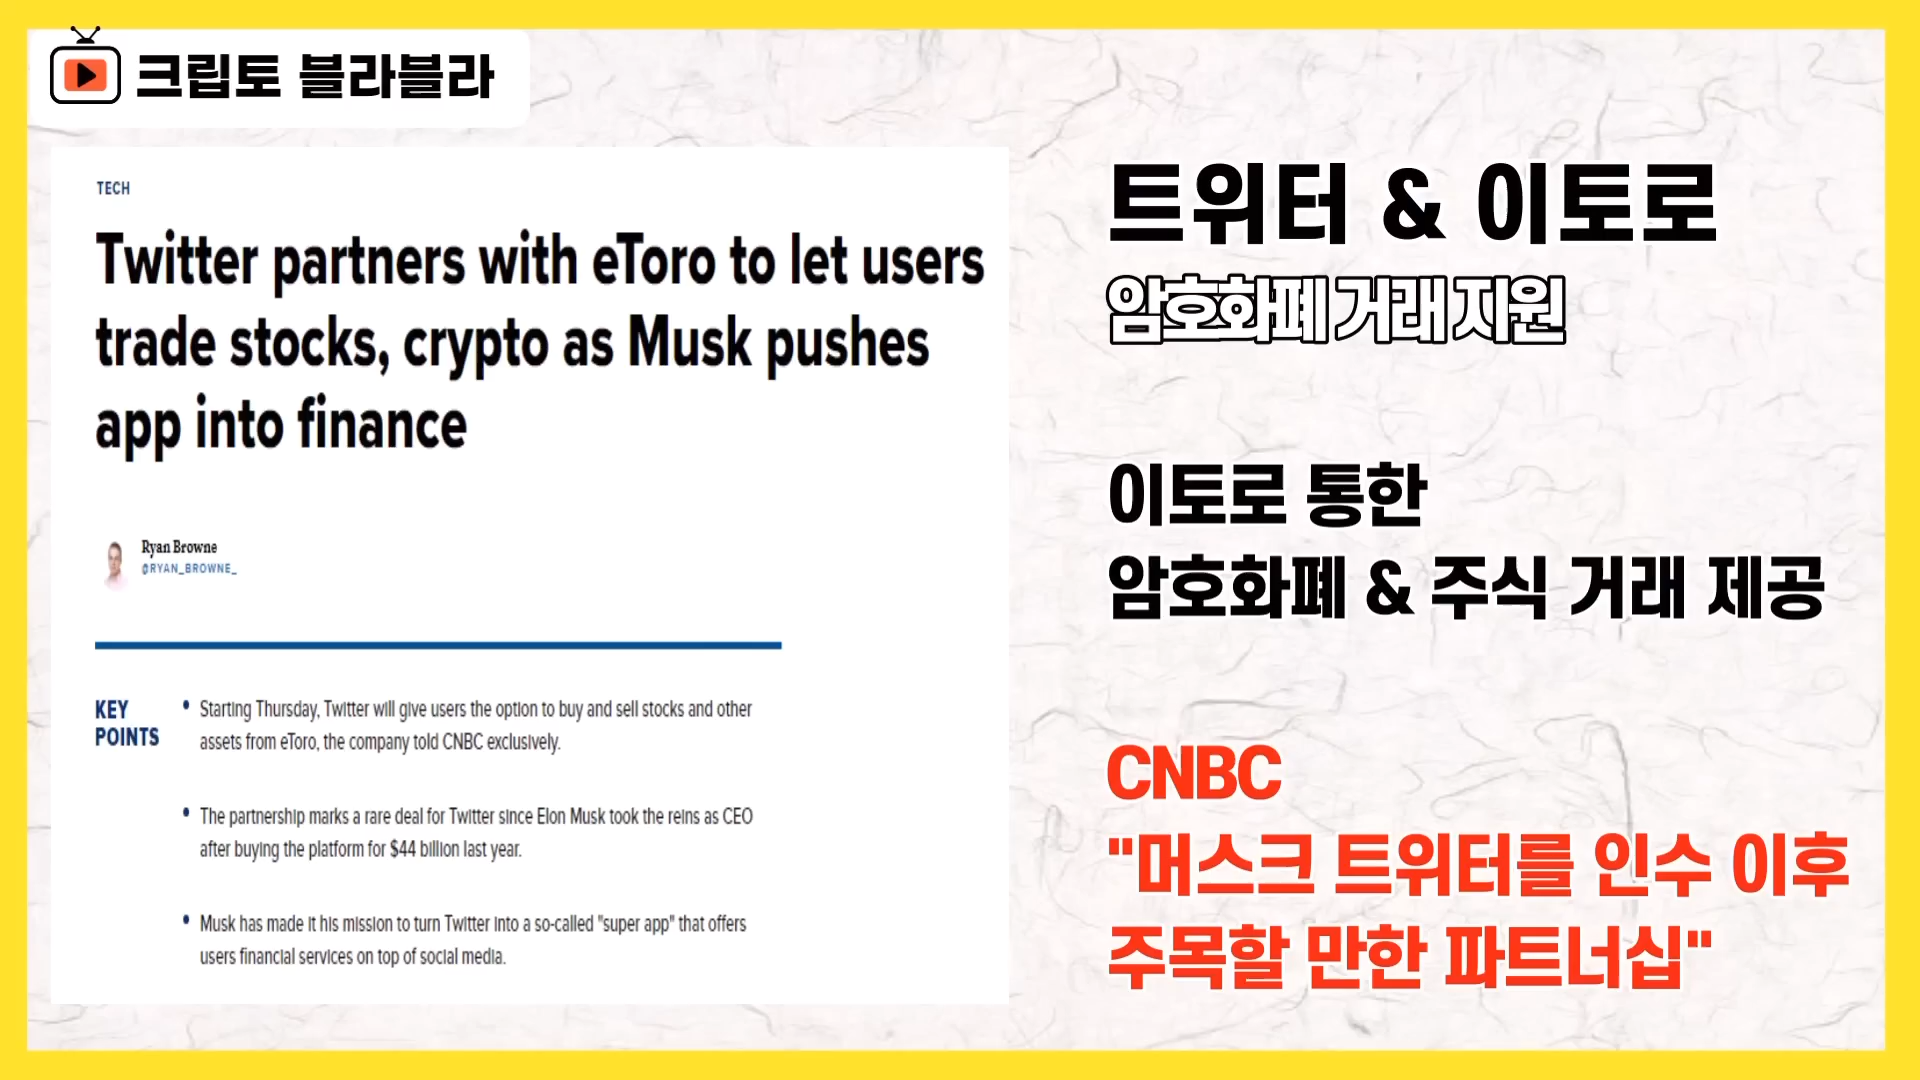 크립토 블라블라
TECH
Twitter partners with eToro to let users
trade stocks, crypto as Musk pushes
app into finance
Ryan Browne
@RYAN_BROWNE_
KEY
POINTS
• Starting Thursday, Twitter will give users the option to buy and sell stocks and other
assets from eToro, the company told CNBC exclusively.
• The partnership marks a rare deal for Twitter since Elon Musk took the reins as CEO
after buying the platform for $44 billion last year.
• Musk has made it his mission to turn Twitter into a so-called "super app" that offers
users financial services on top of social media.
트위터 & 이토로
암호화폐 거래 지원
이토로 통한
암호화폐 & 주식 거래 제공
CNBC
"머스크 트위터를 인수 이후
주목할 만한 파트너십"